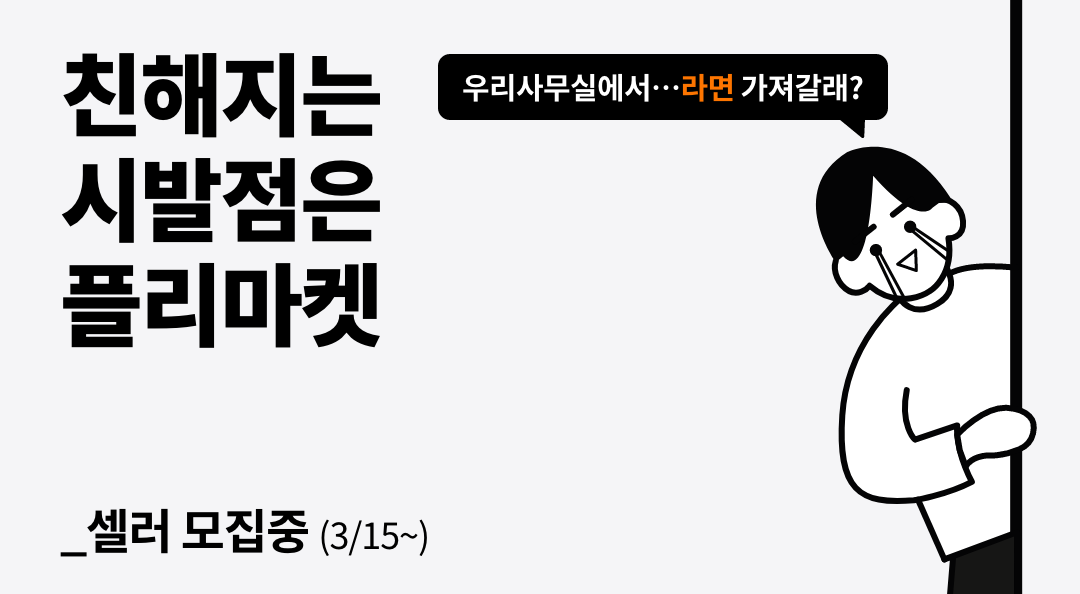 친해지는
시발점은
플리마켓
우리사무실에서…라면 가져갈래?
_셀러 모집중 (3/15~)